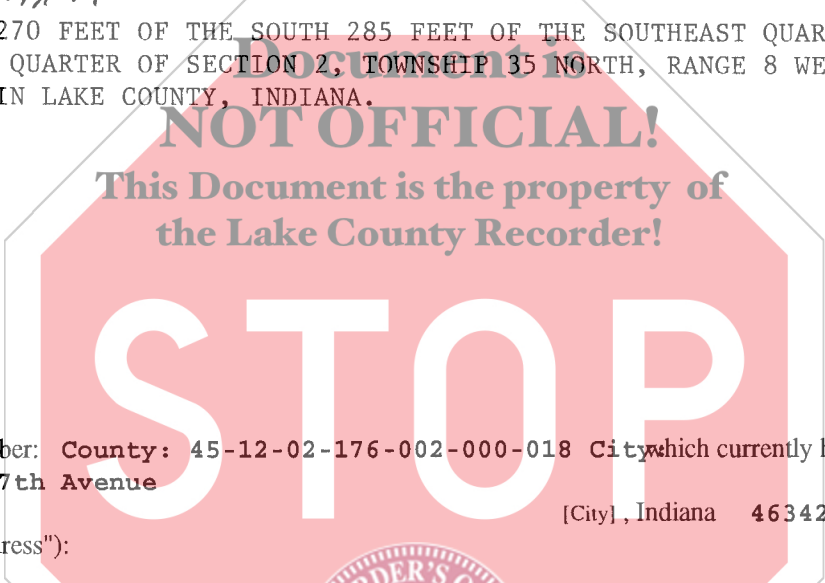 270 FEET OF THE SOUTH 285 FEET OF THE SOUTHEAST QUAR
QUARTER OF SECTION 2, TOWNSHIP 35 NORTH, RANGE 8 WE
IN LAKE COUNTY, INDIANA.
Document is
NOT OFFICIAL!
This Document is the property of
the Lake County Recorder!
STOP
ber: County: 45-12-02-176-002-000-018 City: which currently h
7th Avenue
[City] , Indiana 46342
ress"):
RDER'S O